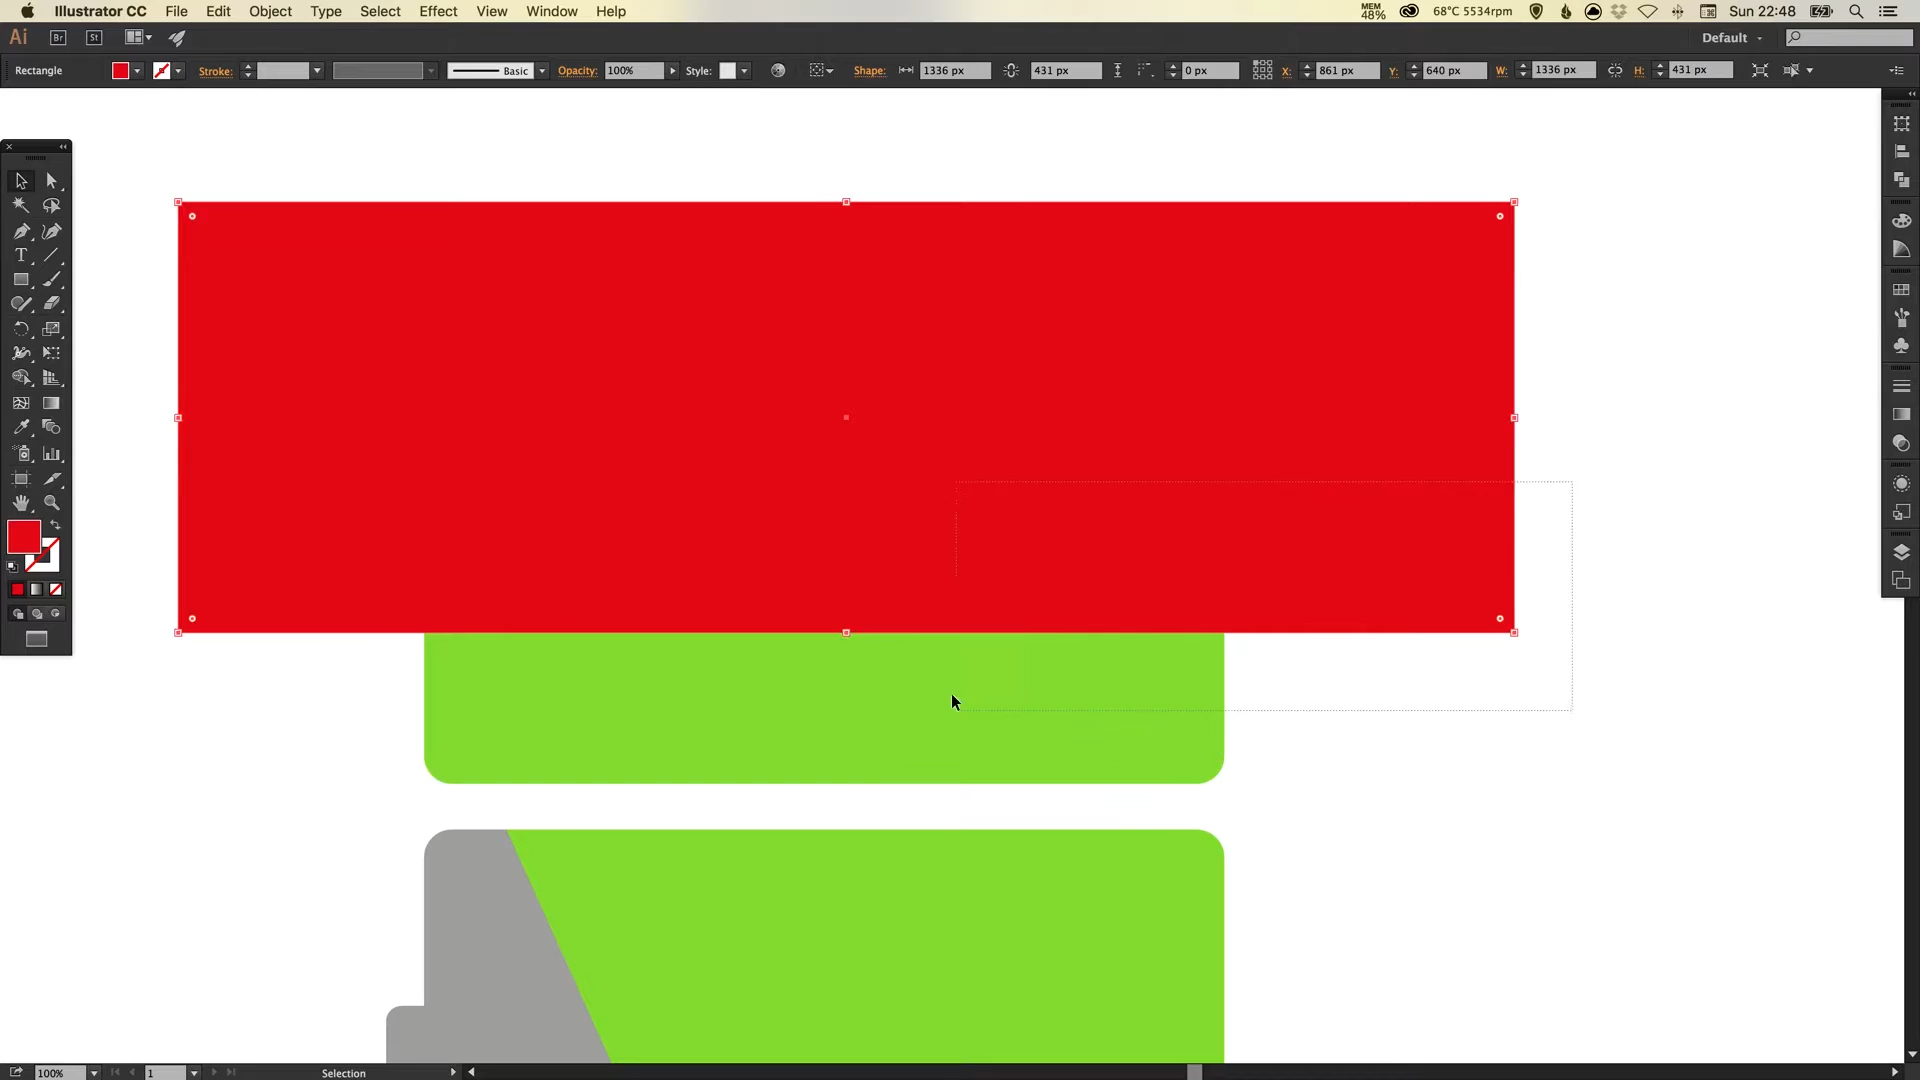 Illustrator CC File Edit Object Type Select Effect View Window Help MEM 48% 68°C 5534rpm Sun 22:48
Ai Br St Default
Rectangle Stroke: Basic Opacity: 100% Style: Shape: 1336 px 431 px 0 px X: 861 px Y: 640 px W: 1336 px H: 431 px
T
100% 1 Selection